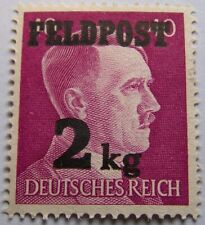 FELDPOST
2 kg
DEUTSCHES REICH